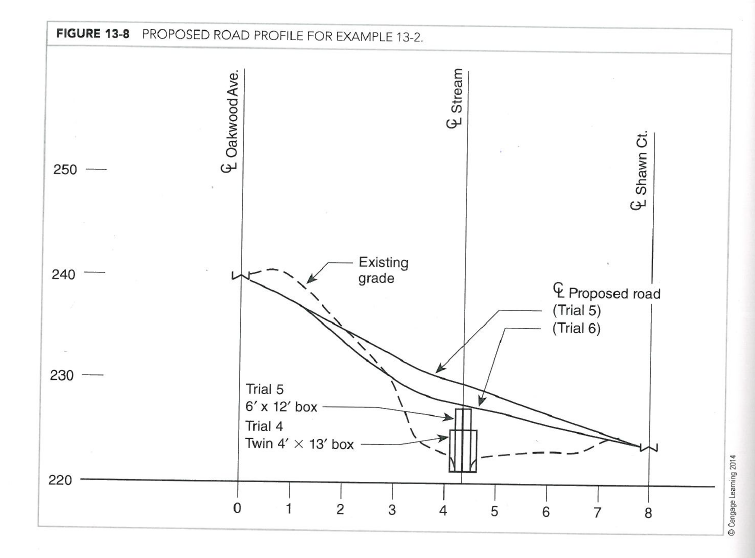 FIGURE 13-8 PROPOSED ROAD PROFILE FOR EXAMPLE 13-2.
℄ Oakwood Ave.
℄ Stream
℄ Shawn Ct.
250
240
230
220
Existing
grade
℄ Proposed road
(Trial 5)
(Trial 6)
Trial 5
6' x 12' box
Trial 4
Twin 4' × 13' box
0 1 2 3 4 5 6 7 8
© Cengage Learning 2014